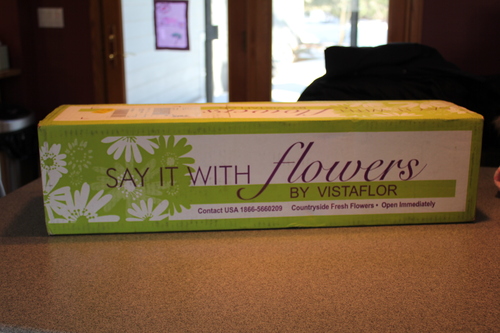 SAY IT WITH flowers
BY VISTAFLOR
Contact USA 1866-5660209 Countryside Fresh Flowers • Open Immediately